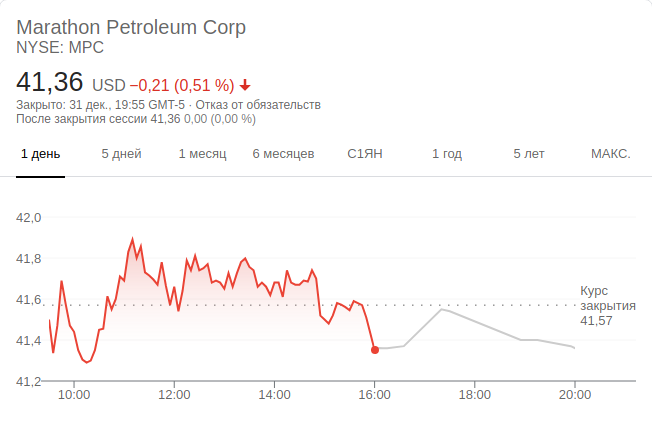 Marathon Petroleum Corp
NYSE: MPC
41,36 USD −0,21 (0,51 %)
Закрыто: 31 дек., 19:55 GMT-5 · Отказ от обязательств
После закрытия сессии 41,36 0,00 (0,00 %)
1 день 5 дней 1 месяц 6 месяцев С1ЯН 1 год 5 лет МАКС.
42,0
41,8
41,6
41,4
41,2
Курс
закрытия
41,57
10:00 12:00 14:00 16:00 18:00 20:00